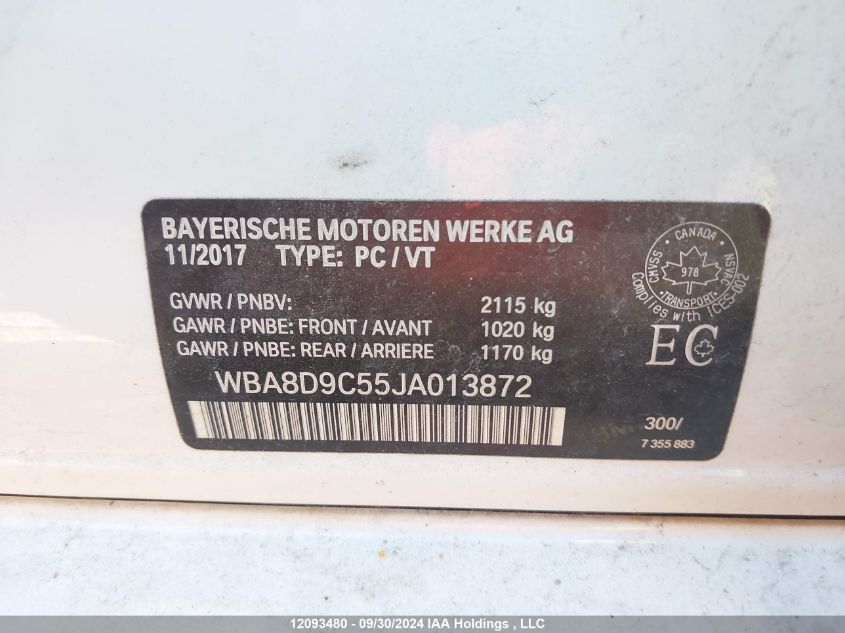 BAYERISCHE MOTOREN WERKE AG
11/2017 TYPE: PC / VT
GVWR / PNBV: 2115 kg
GAWR / PNBE: FRONT / AVANT 1020 kg
GAWR / PNBE: REAR / ARRIERE 1170 kg
WBA8D9C55JA013872
CANADA
CMVSS NSVAC
978
TRANSPORT
Complies with ICES-002
EC
300/
7 355 883
12093480 - 09/30/2024 IAA Holdings , LLC